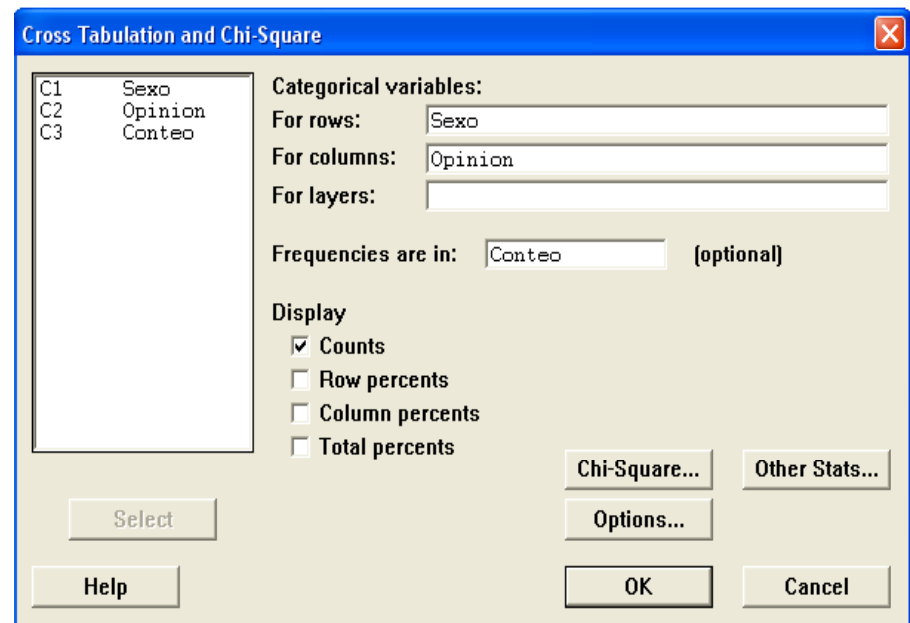 Cross Tabulation and Chi-Square
C1 Sexo
C2 Opinion
C3 Conteo
Categorical variables:
For rows: Sexo
For columns: Opinion
For layers:
Frequencies are in: Conteo (optional)
Display
Counts
Row percents
Column percents
Total percents
Chi-Square...
Other Stats...
Select
Options...
Help
OK
Cancel